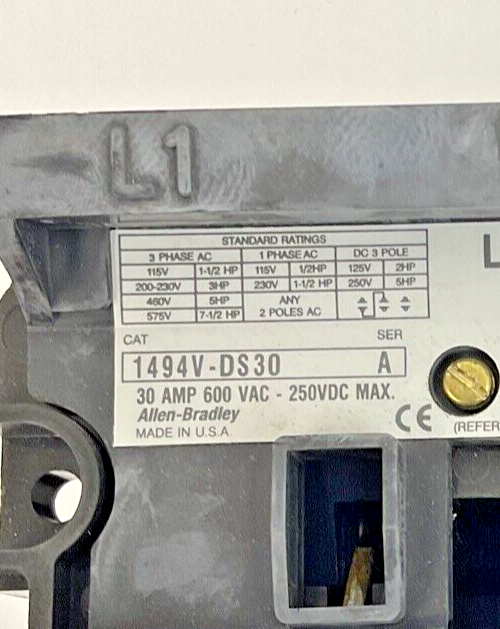 L1
STANDARD RATINGS
3 PHASE AC 1 PHASE AC DC 3 POLE
115V 1-1/2 HP 115V 1/2HP 125V 2HP
200-230V 3HP 230V 1-1/2 HP 250V 5HP
460V 5HP ANY
575V 7-1/2 HP 2 POLES AC
CAT SER
1494V-DS30 A
30 AMP 600 VAC - 250VDC MAX.
Allen-Bradley
MADE IN U.S.A. CE (REFER
L